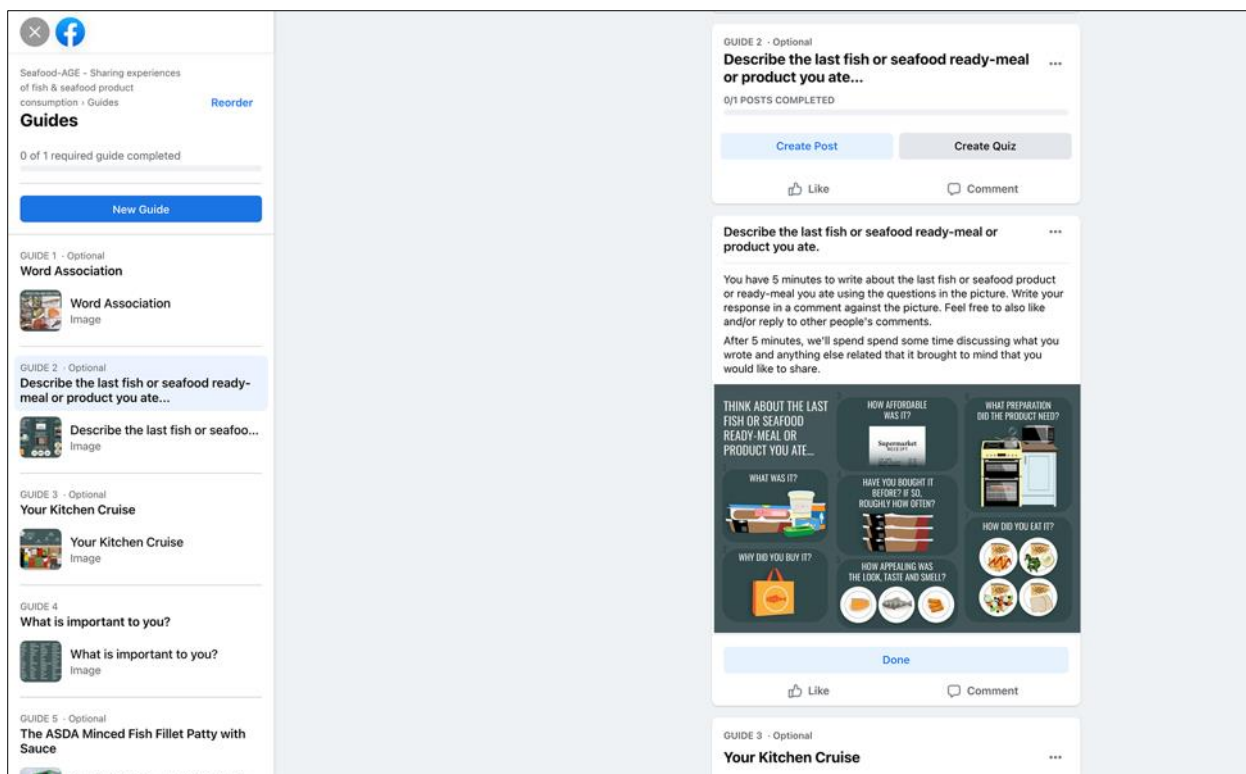 Seafood-AGE - Sharing experiences
of fish & seafood product
consumption › Guides
Reorder
Guides
0 of 1 required guide completed
New Guide
GUIDE 1 · Optional
Word Association
Word Association
Image
GUIDE 2 · Optional
Describe the last fish or seafood ready-
meal or product you ate...
Describe the last fish or seafoo...
Image
GUIDE 3 · Optional
Your Kitchen Cruise
Your Kitchen Cruise
Image
GUIDE 4
What is important to you?
What is important to you?
Image
GUIDE 5 · Optional
The ASDA Minced Fish Fillet Patty with
Sauce
GUIDE 2 · Optional
Describe the last fish or seafood ready-meal
or product you ate...
0/1 POSTS COMPLETED
Create Post
Create Quiz
Like
Comment
Describe the last fish or seafood ready-meal or
product you ate.
You have 5 minutes to write about the last fish or seafood product
or ready-meal you ate using the questions in the picture. Write your
response in a comment against the picture. Feel free to also like
and/or reply to other people's comments.
After 5 minutes, we'll spend spend some time discussing what you
wrote and anything else related that it brought to mind that you
would like to share.
THINK ABOUT THE LAST
FISH OR SEAFOOD
READY-MEAL OR
PRODUCT YOU ATE...
WHAT WAS IT?
WHY DID YOU BUY IT?
HOW AFFORDABLE
WAS IT?
Supermarket
RECEIPT
HAVE YOU BOUGHT IT
BEFORE? IF SO,
ROUGHLY HOW OFTEN?
HOW APPEALING WAS
THE LOOK, TASTE AND SMELL?
WHAT PREPARATION
DID THE PRODUCT NEED?
HOW DID YOU EAT IT?
Done
Like
Comment
GUIDE 3 · Optional
Your Kitchen Cruise